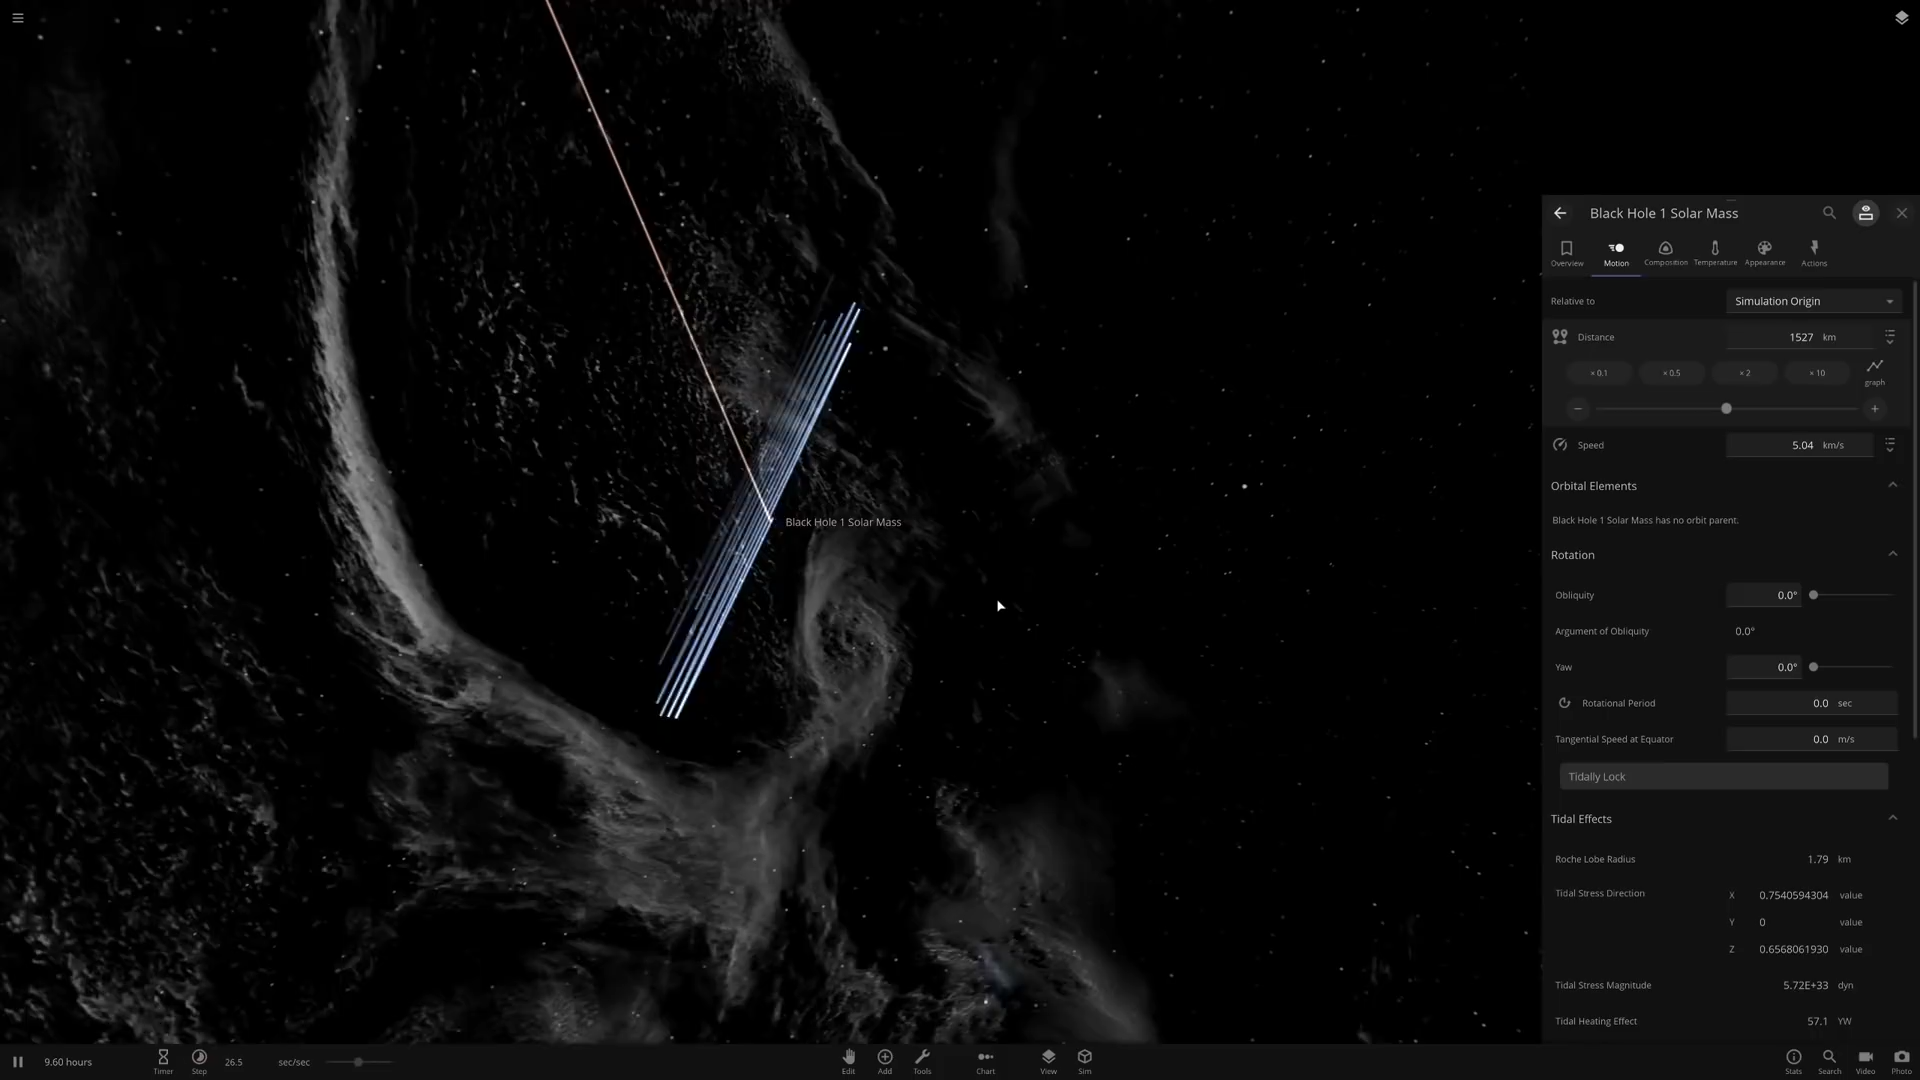 Black Hole 1 Solar Mass
Overview
Motion
Composition
Temperature
Appearance
Actions
Relative to
Simulation Origin
Distance
1527 km
× 0.1
× 0.5
× 2
× 10
graph
Speed
5.04 km/s
Orbital Elements
Black Hole 1 Solar Mass has no orbit parent.
Black Hole 1 Solar Mass
Rotation
Obliquity
0.0°
Argument of Obliquity
0.0°
Yaw
0.0°
Rotational Period
0.0 sec
Tangential Speed at Equator
0.0 m/s
Tidally Lock
Tidal Effects
Roche Lobe Radius
1.79 km
Tidal Stress Direction
X 0.7540594304 value
Y 0 value
Z 0.6568061930 value
Tidal Stress Magnitude
5.72E+33 dyn
Tidal Heating Effect
57.1 YW
9.60 hours
Timer
Step
26.5 sec/sec
Edit
Add
Tools
Chart
View
Sim
Stats
Search
Video
Photo